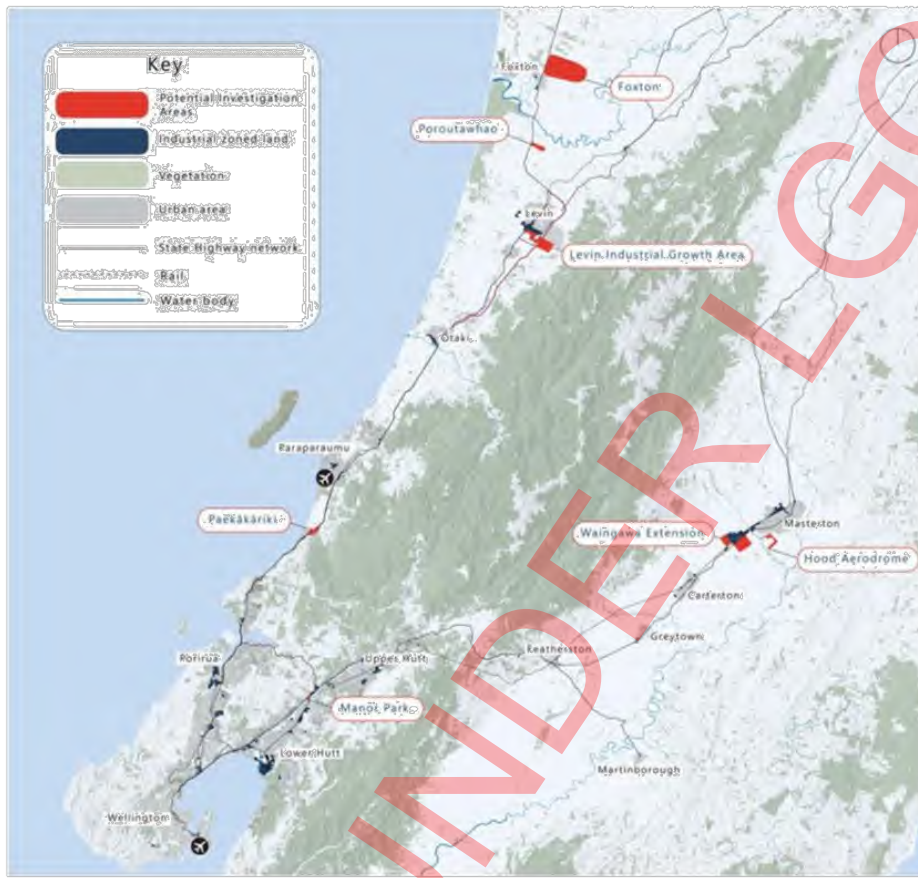 Key
Potential Investigation
Areas
Industrial Zoned land
Vegetation
Urban area
State Highway network
Rail
Water body
Foxton
Foxton
Poroutawhao
Levin
Levin Industrial Growth Area
Ōtaki
Paraparaumu
Paekākāriki
Waingawa Extension
Masterton
Hood Aerodrome
Carterton
Greytown
Featherston
Upper Hutt
Porirua
Manor Park
Lower Hutt
Martinborough
Wellington
UNDER LGO